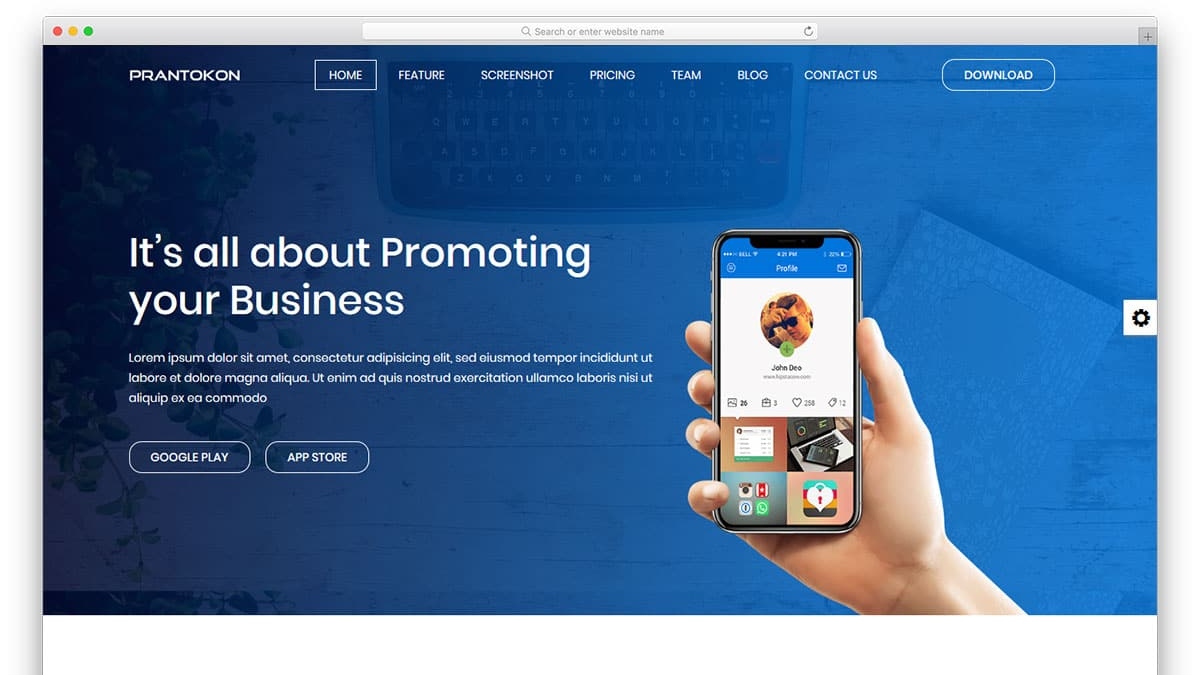 Search or enter website name
PRANTOKON
HOME
FEATURE
SCREENSHOT
PRICING
TEAM
BLOG
CONTACT US
DOWNLOAD
It's all about Promoting
your Business
Lorem ipsum dolor sit amet, consectetur adipisicing elit, sed eiusmod tempor incididunt ut
labore et dolore magna aliqua. Ut enim ad quis nostrud exercitation ullamco laboris nisi ut
aliquip ex ea commodo
GOOGLE PLAY
APP STORE
BELL
4:21 PM
22%
Profile
John Deo
26
3
258
12